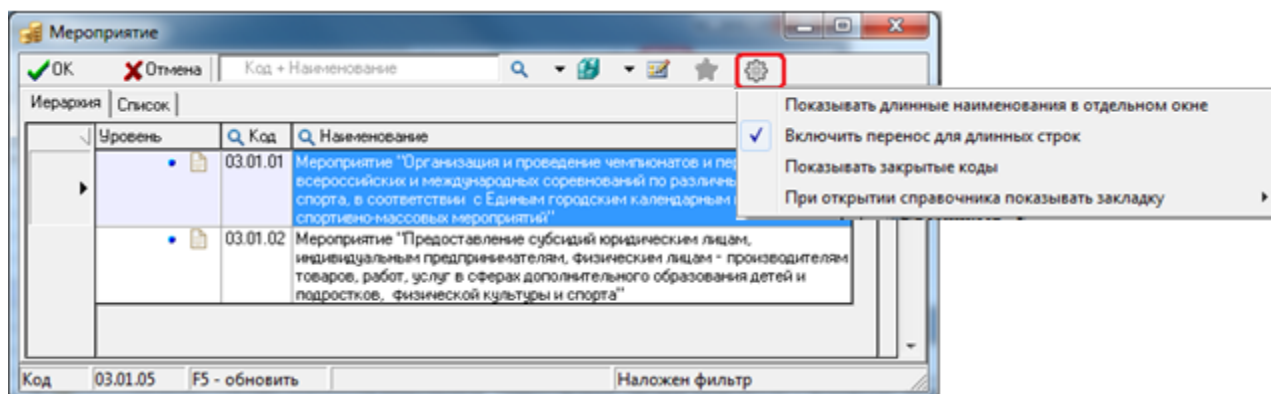 Мероприятие
OK Отмена Код + Наименование
Иерархия Список
Показывать длинные наименования в отдельном окне
Включить перенос для длинных строк
Показывать закрытые коды
При открытии справочника показывать закладку
Уровень Код Наименование
03.01.01 Мероприятие "Организация и проведение чемпионатов и
всероссийских и международных соревнований по
спорта, в соответствии с Единым городским календарным
спортивно-массовых мероприятий"
03.01.02 Мероприятие "Предоставление субсидий юридическим лицам,
индивидуальным предпринимателям, физическим лицам - производителям
товаров, работ, услуг в сферах дополнительного образования детей и
подростков, физической культуры и спорта"
Код 03.01.05 F5 - обновить Наложен фильтр